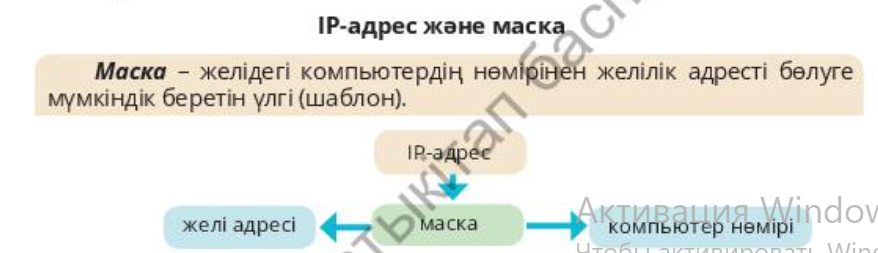 IP-адрес және маска
Маска – желідегі компьютердің нөмірінен желілік адресті бөлуге
мүмкіндік беретін үлгі (шаблон).
IP-адрес
желі адресі
маска
компьютер нөмірі
Активация Window